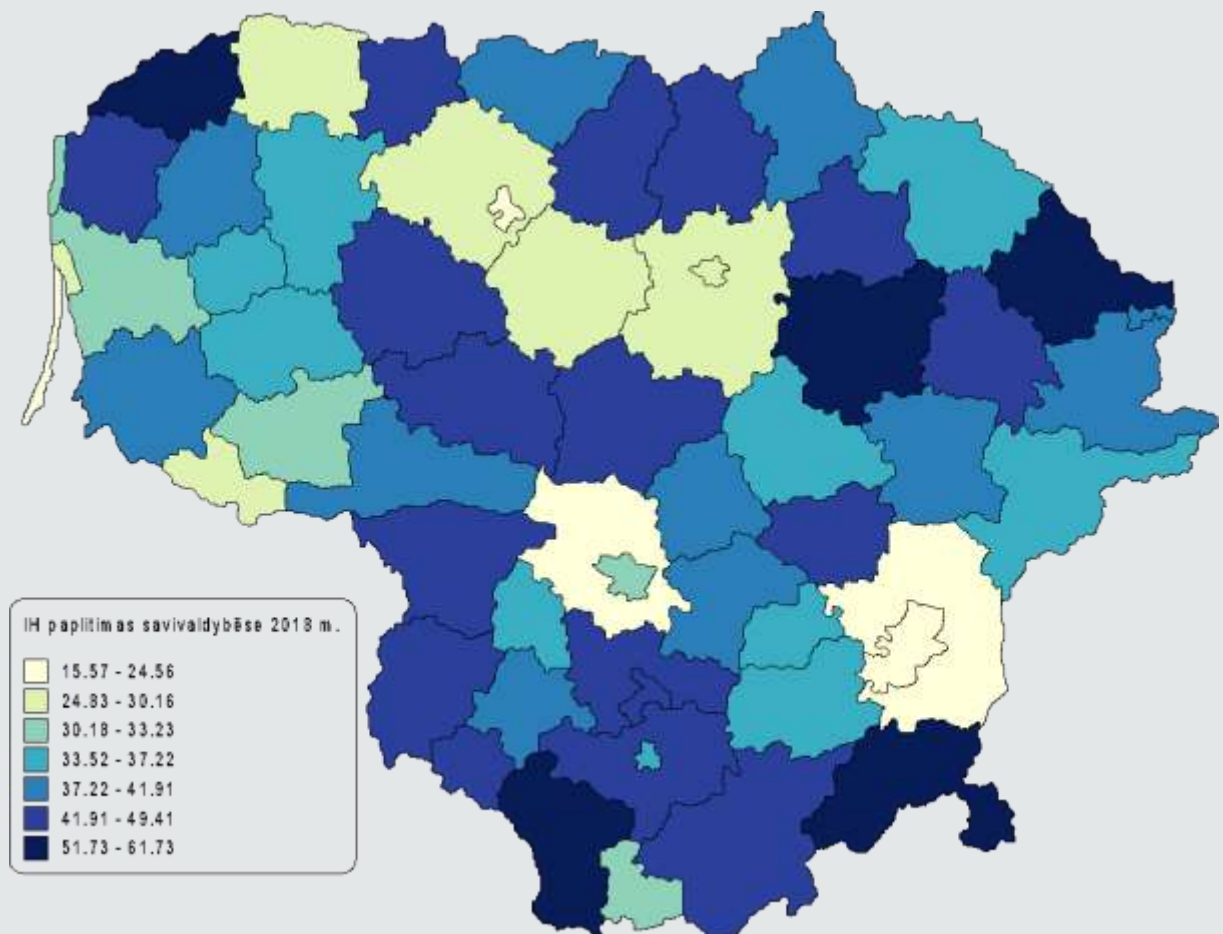 IH paplitimas savivaldybėse 2018 m.
15.57 - 24.56
24.83 - 30.16
30.18 - 33.23
33.52 - 37.22
37.22 - 41.91
41.91 - 49.41
51.73 - 61.73